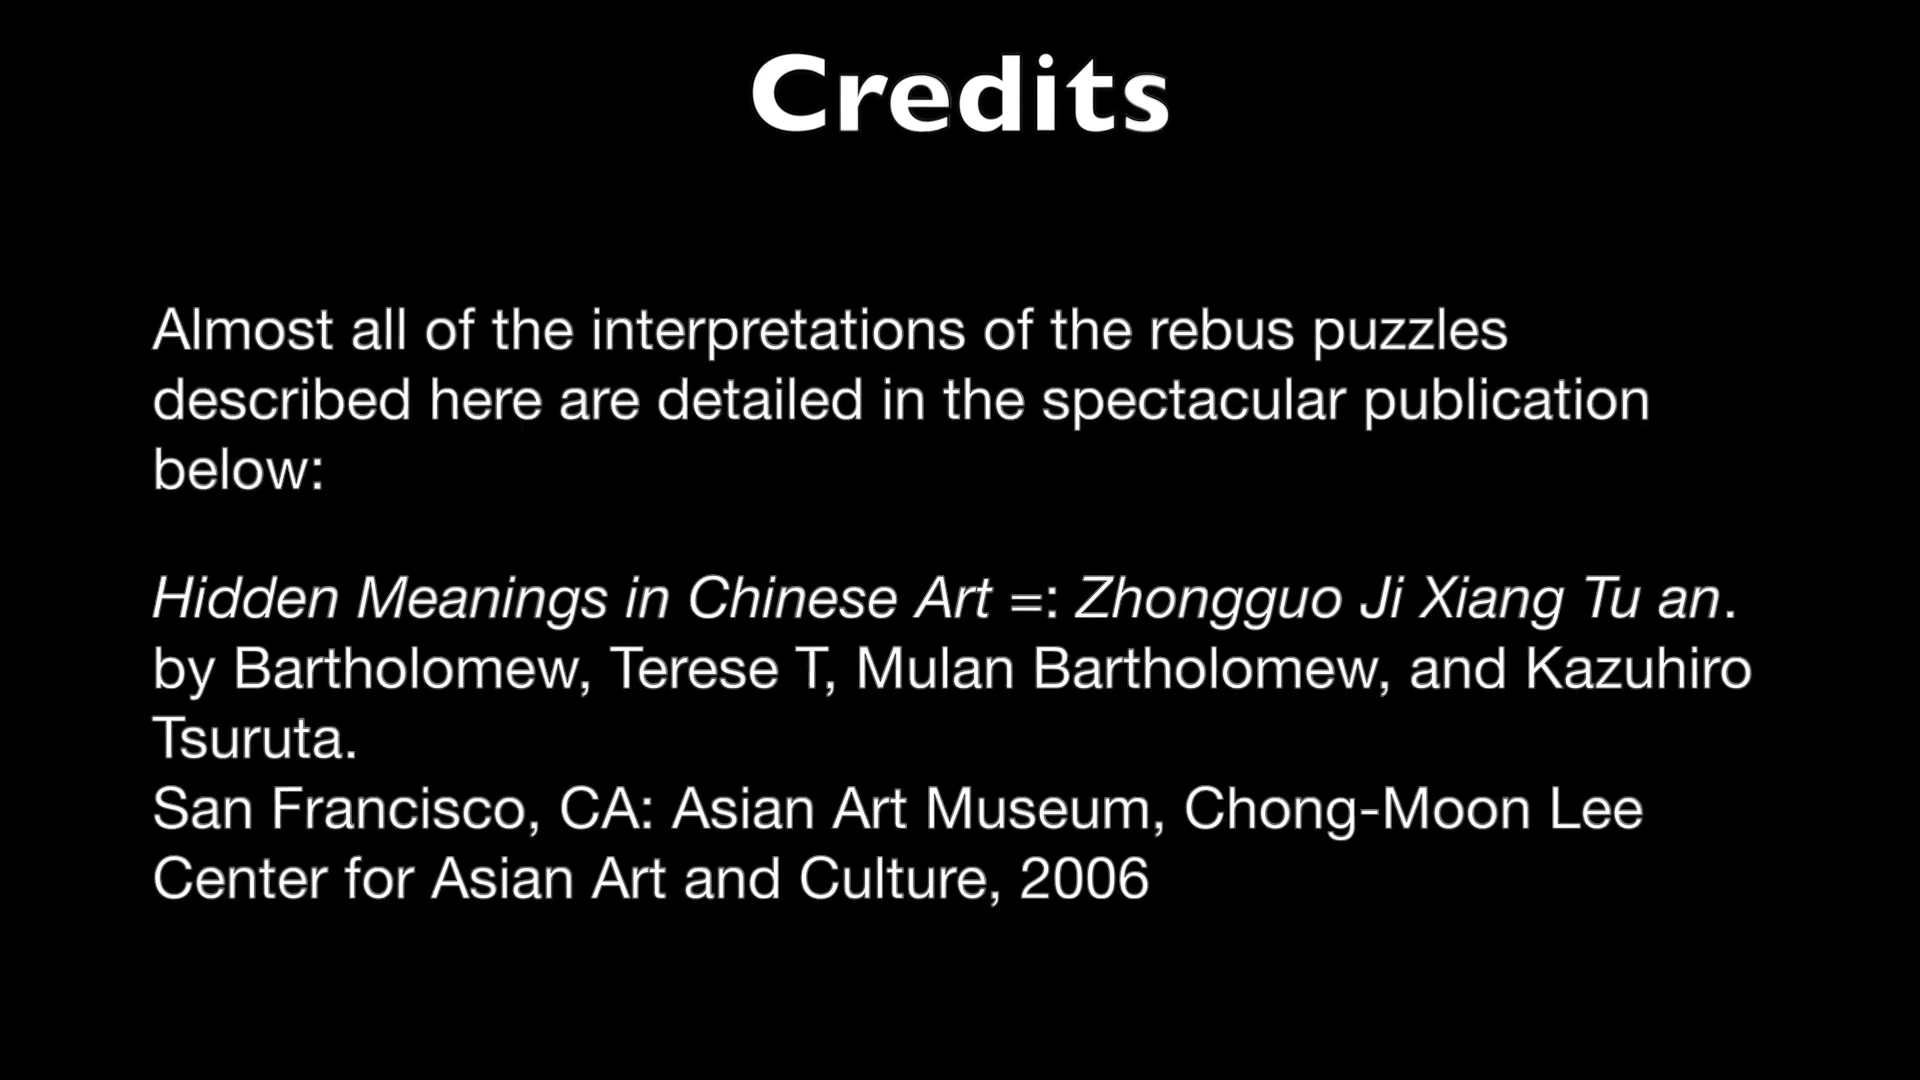 Credits
Almost all of the interpretations of the rebus puzzles
described here are detailed in the spectacular publication
below:
Hidden Meanings in Chinese Art =: Zhongguo Ji Xiang Tu an.
by Bartholomew, Terese T, Mulan Bartholomew, and Kazuhiro
Tsuruta.
San Francisco, CA: Asian Art Museum, Chong-Moon Lee
Center for Asian Art and Culture, 2006